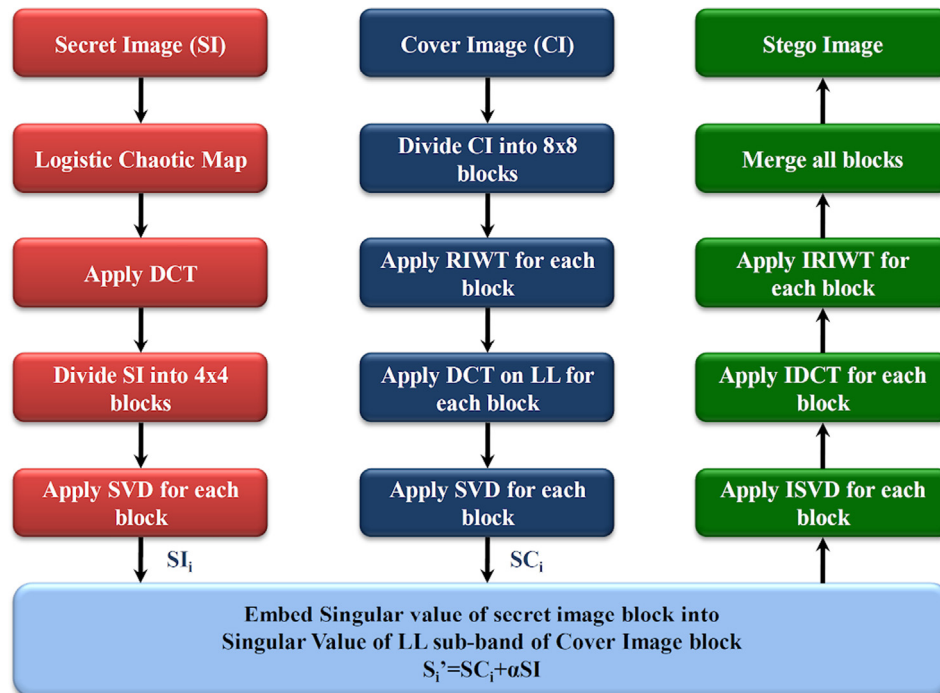 Secret Image (SI)
Logistic Chaotic Map
Apply DCT
Divide SI into 4x4
blocks
Apply SVD for each
block
SIi
Cover Image (CI)
Divide CI into 8x8
blocks
Apply RIWT for each
block
Apply DCT on LL for
each block
Apply SVD for each
block
SCi
Embed Singular value of secret image block into
Singular Value of LL sub-band of Cover Image block
Si’=SCi+αSI
Stego Image
Merge all blocks
Apply IRIWT for
each block
Apply IDCT for each
block
Apply ISVD for each
block